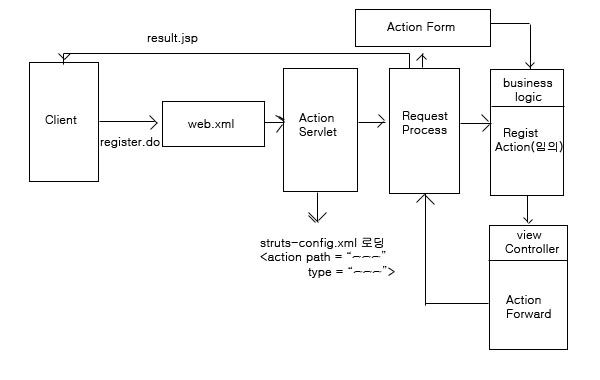 result.jsp
Action Form
Client
register.do
web.xml
Action
Servlet
Request
Process
business
logic
Regist
Action(임의)
struts-config.xml 로딩
<action path = "~~~"
type = "~~~">
view
Controller
Action
Forward